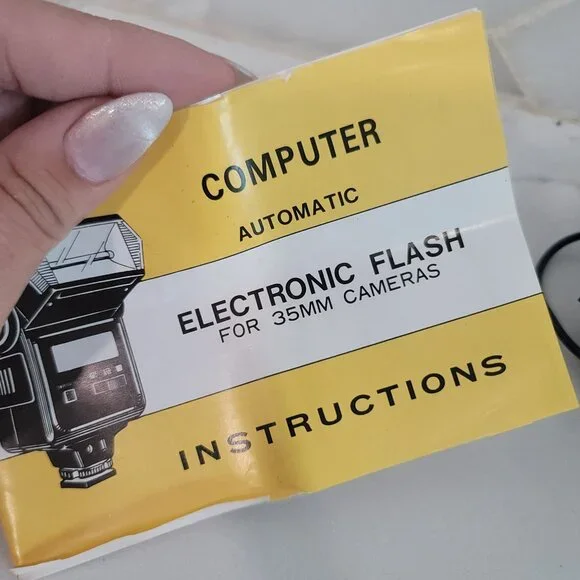 COMPUTER
AUTOMATIC
ELECTRONIC FLASH
FOR 35MM CAMERAS
INSTRUCTIONS